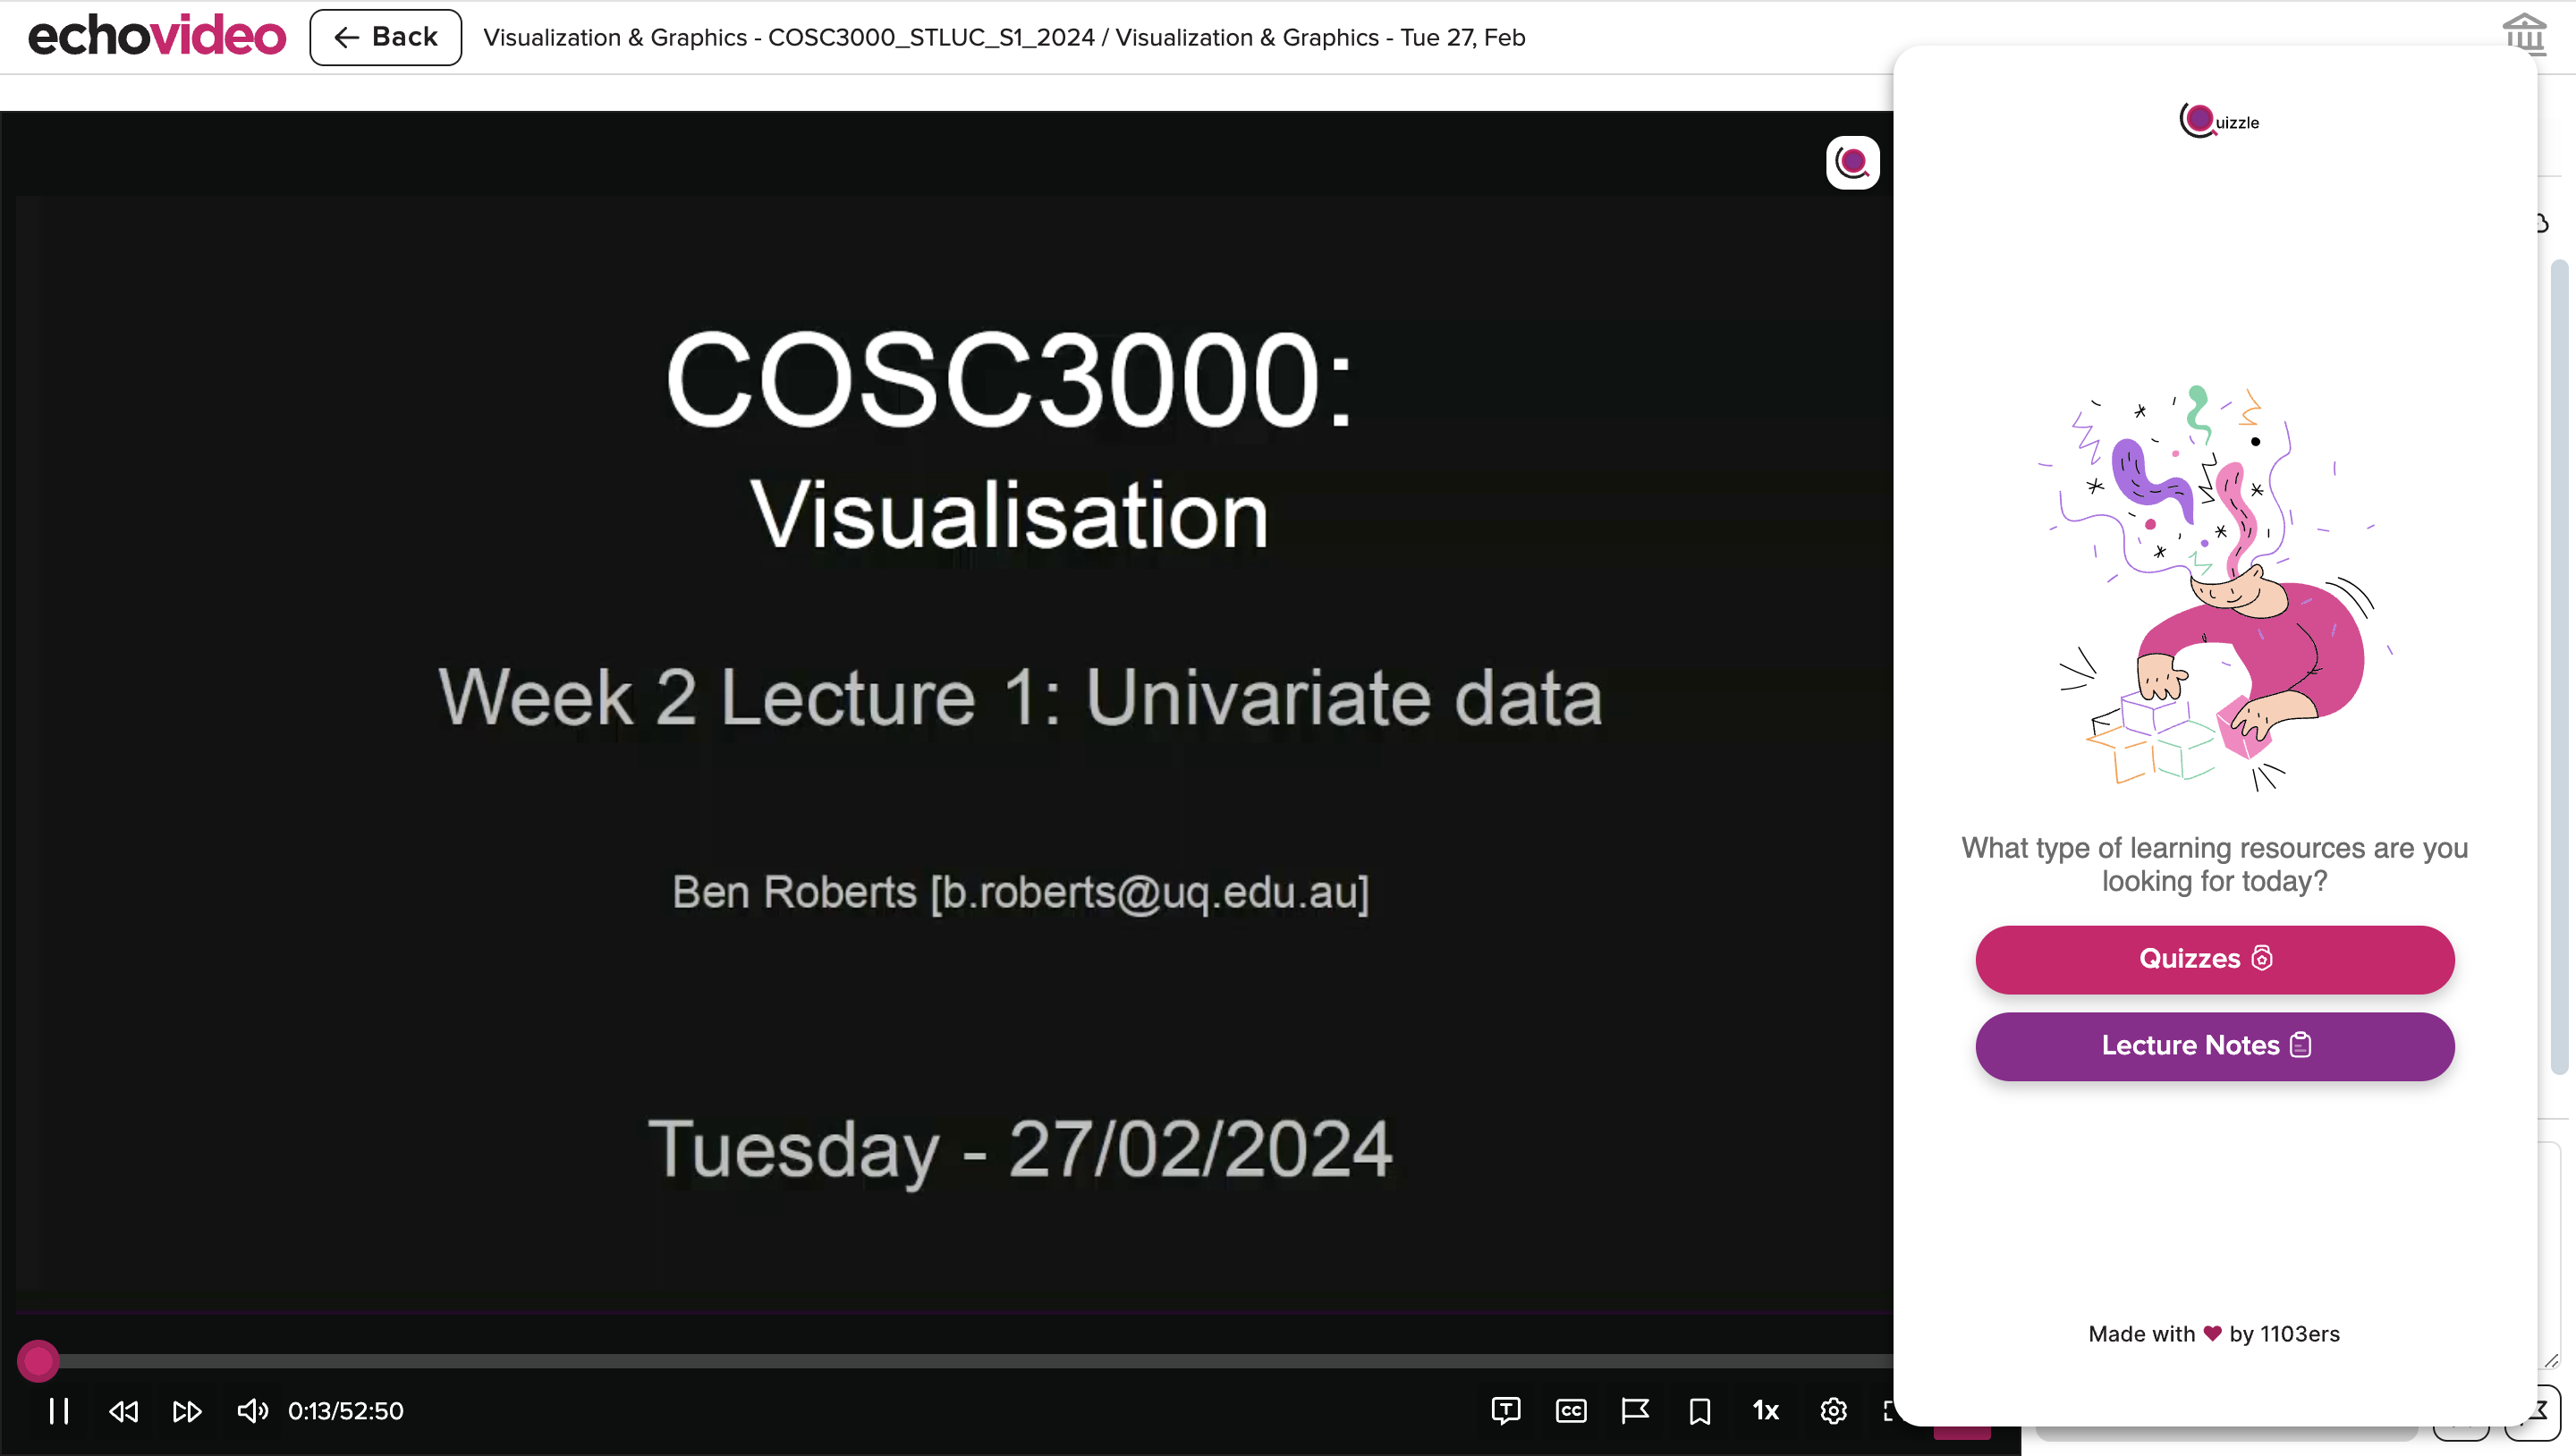 echovideo
Back
Visualization & Graphics - COSC3000_STLUC_S1_2024 / Visualization & Graphics - Tue 27, Feb
COSC3000:
Visualisation
Week 2 Lecture 1: Univariate data
Ben Roberts [b.roberts@uq.edu.au]
Tuesday - 27/02/2024
0:13/52:50
T
CC
1x
Quizzle
What type of learning resources are you
looking for today?
Quizzes
Lecture Notes
Made with ❤ by 1103ers